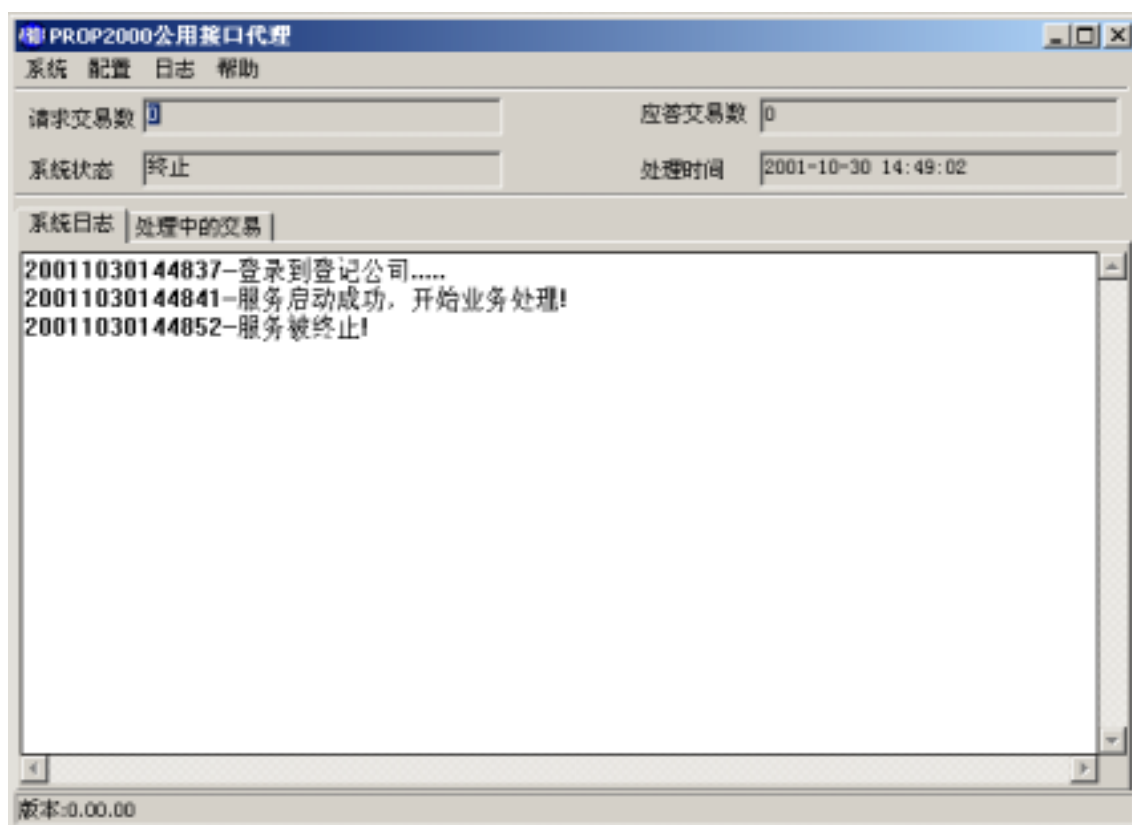 PROP2000公用接口代理
系统 配置 日志 帮助
请求交易数 0 应答交易数 0
系统状态 终止 处理时间 2001-10-30 14:49:02
系统日志 处理中的交易
20011030144837-登录到登记公司.....
20011030144841-服务启动成功，开始业务处理!
20011030144852-服务被终止!
版本:0.00.00